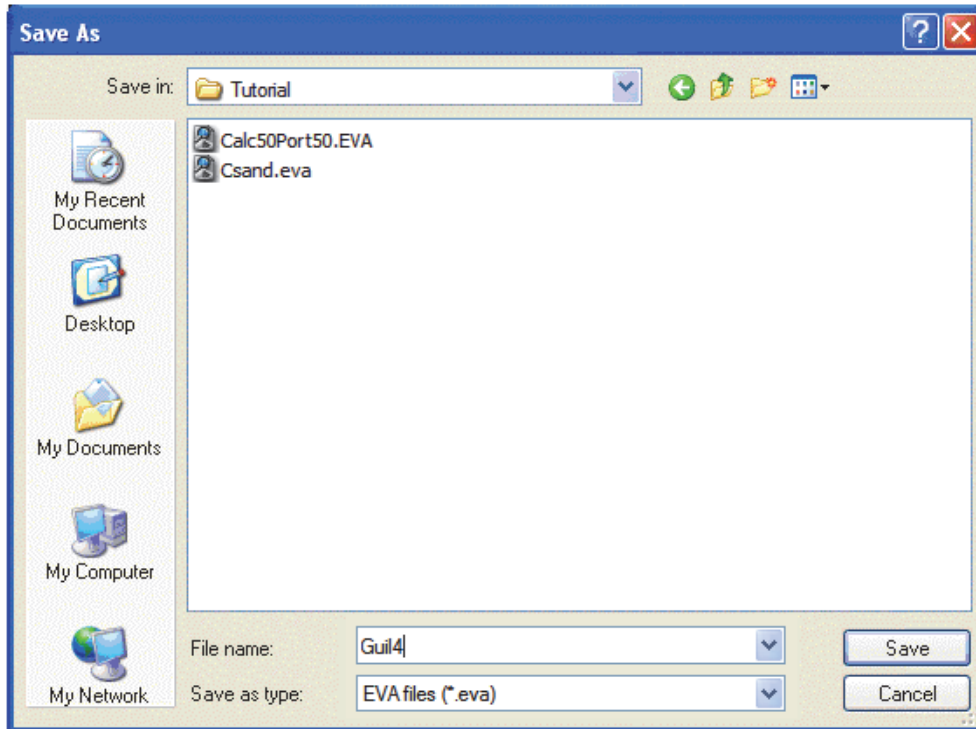 Save As
Save in: Tutorial
Calc50Port50.EVA
Csand.eva
My Recent
Documents
Desktop
My Documents
My Computer
My Network
File name: Guil4
Save
Save as type: EVA files (*.eva)
Cancel